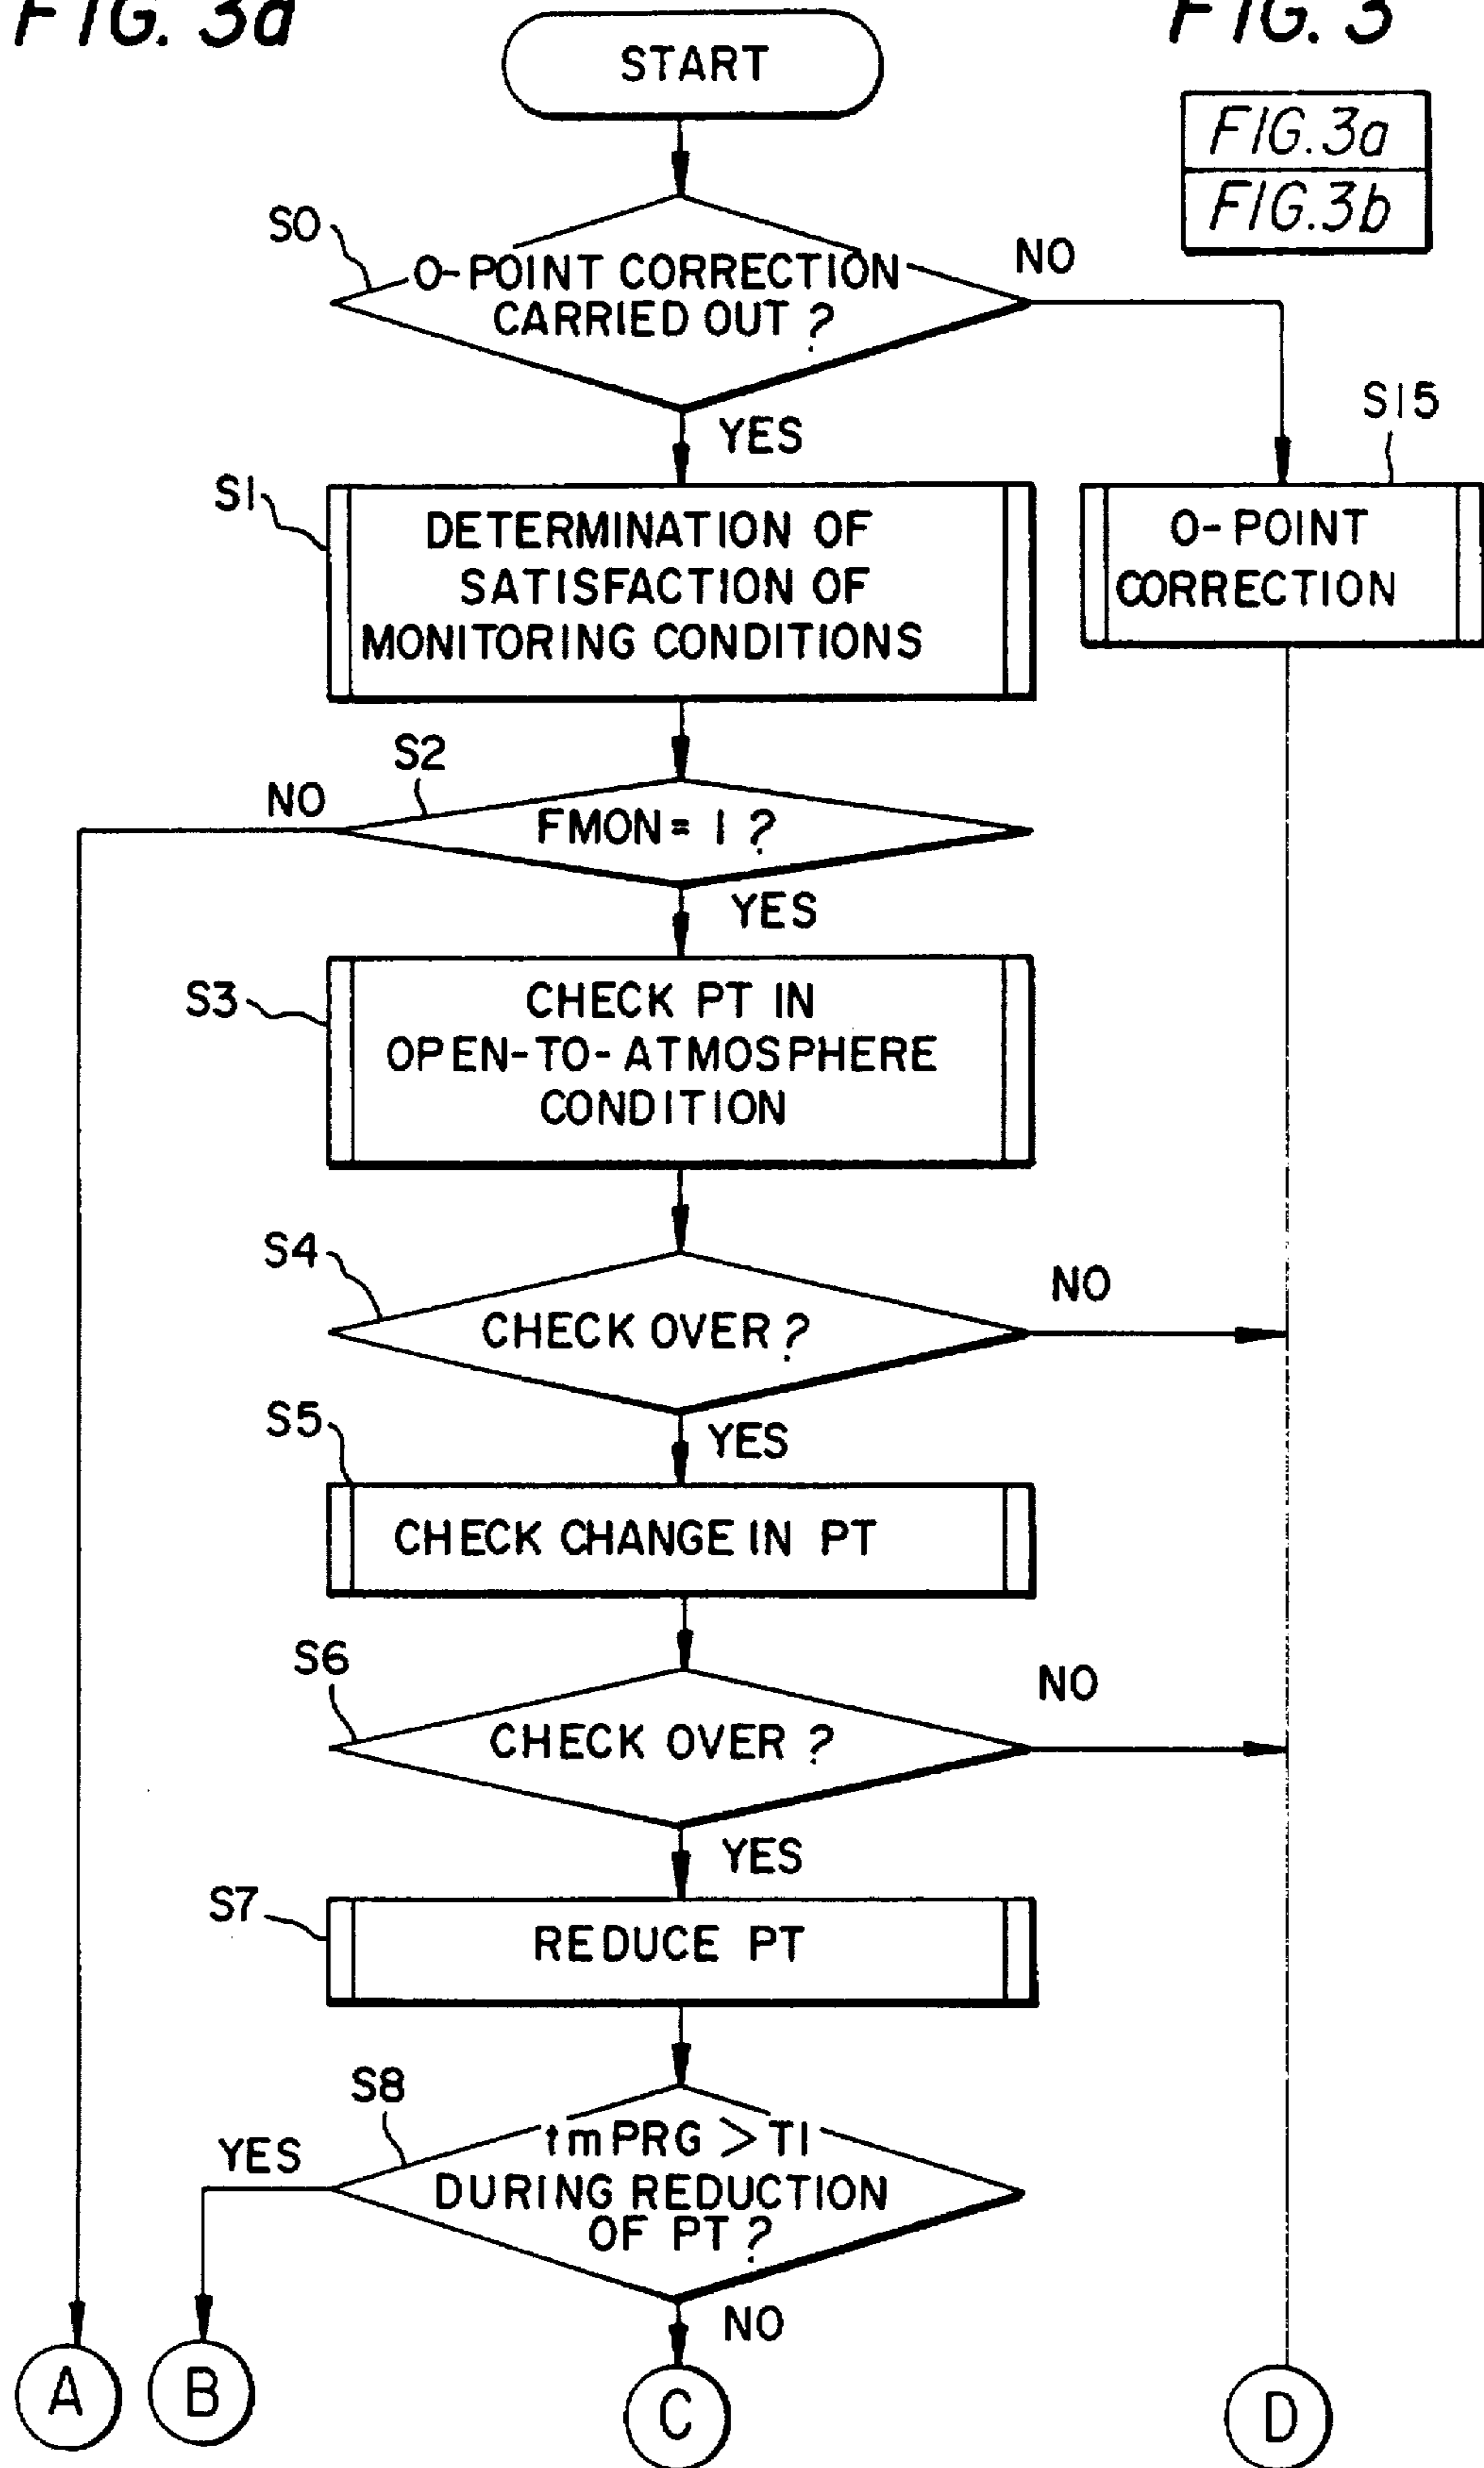 FIG. 3a
FIG. 3
START
FIG.3a
FIG.3b
S0
0-POINT CORRECTION
CARRIED OUT ?
NO
YES
S15
S1
DETERMINATION OF
SATISFACTION OF
MONITORING CONDITIONS
0-POINT
CORRECTION
S2
NO
FMON= 1 ?
YES
S3
CHECK PT IN
OPEN-TO-ATMOSPHERE
CONDITION
S4
NO
CHECK OVER ?
YES
S5
CHECK CHANGE IN PT
S6
NO
CHECK OVER ?
YES
S7
REDUCE PT
S8
YES
tmPRG > T1
DURING REDUCTION
OF PT ?
NO
A
B
C
D